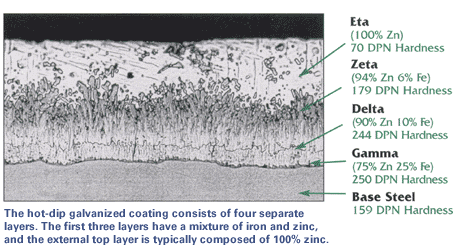 Eta
(100% Zn)
70 DPN Hardness
Zeta
(94% Zn 6% Fe)
179 DPN Hardness
Delta
(90% Zn 10% Fe)
244 DPN Hardness
Gamma
(75% Zn 25% Fe)
250 DPN Hardness
Base Steel
159 DPN Hardness
The hot-dip galvanized coating consists of four separate
layers. The first three layers have a mixture of iron and zinc,
and the external top layer is typically composed of 100% zinc.